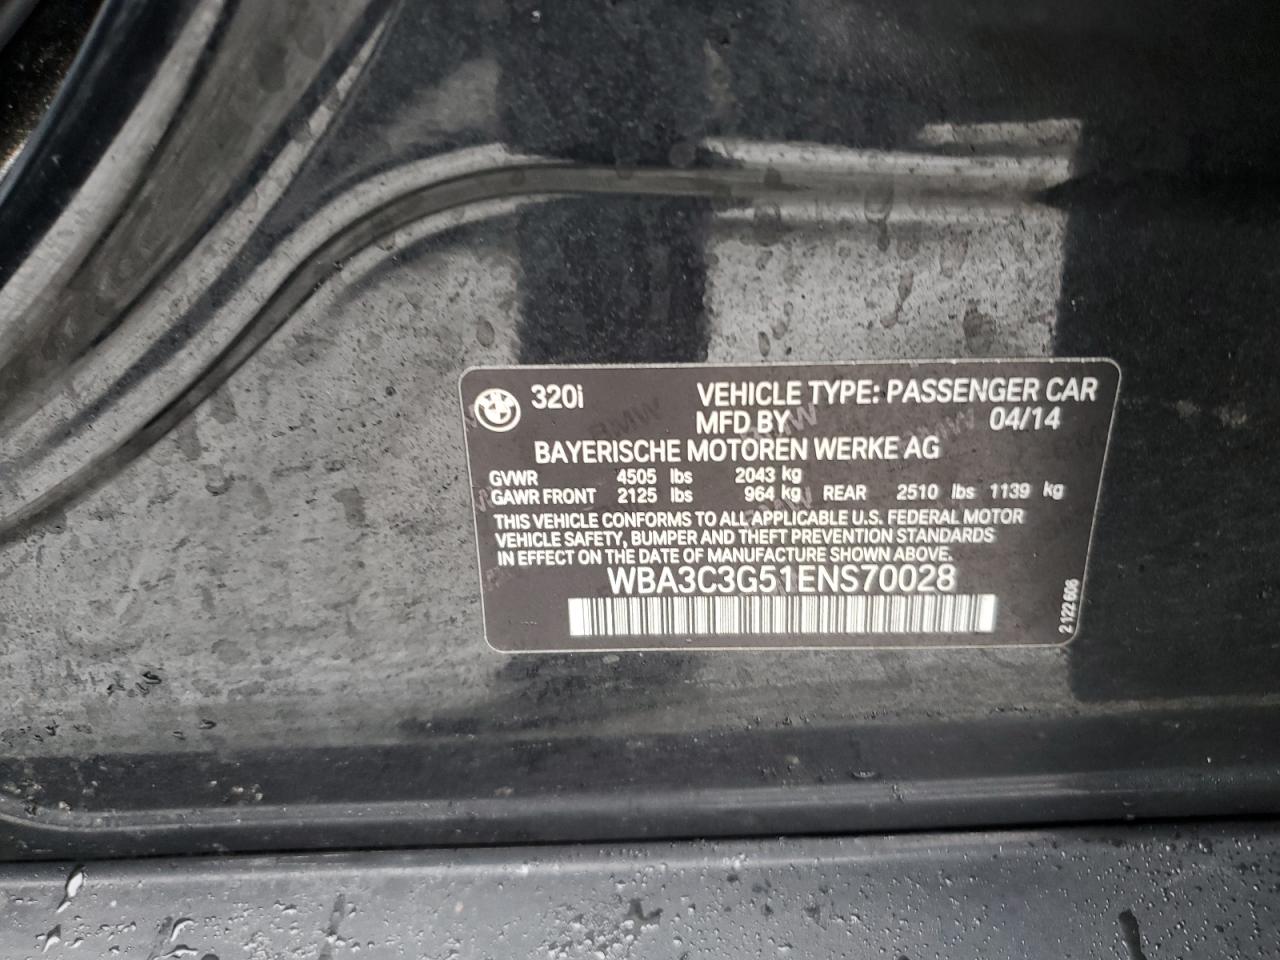 320i VEHICLE TYPE: PASSENGER CAR
MFD BY 04/14
BAYERISCHE MOTOREN WERKE AG
GVWR 4505 lbs 2043 kg
GAWR FRONT 2125 lbs 964 kg REAR 2510 lbs 1139 kg
THIS VEHICLE CONFORMS TO ALL APPLICABLE U.S. FEDERAL MOTOR
VEHICLE SAFETY, BUMPER AND THEFT PREVENTION STANDARDS
IN EFFECT ON THE DATE OF MANUFACTURE SHOWN ABOVE.
WBA3C3G51ENS70028
2 122 606